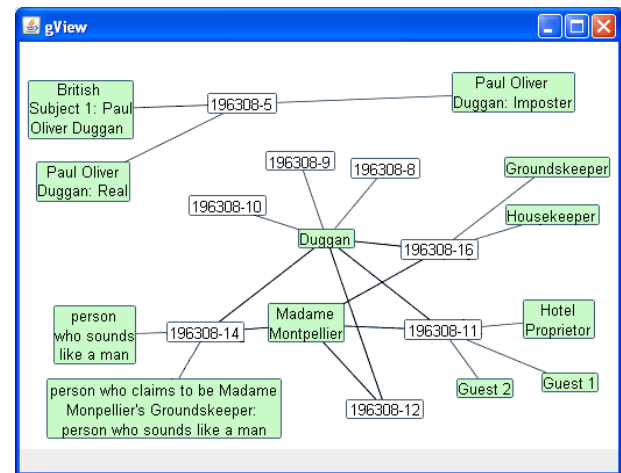 gView
British
Subject 1: Paul
Oliver Duggan
196308-5
Paul Oliver
Duggan: Imposter
Paul Oliver
Duggan: Real
196308-9
196308-8
Groundskeeper
196308-10
Housekeeper
Duggan
196308-16
person
who sounds
like a man
196308-14
Madame
Montpellier
196308-11
Hotel
Proprietor
person who claims to be Madame
Monpellier's Groundskeeper:
person who sounds like a man
Guest 2
Guest 1
196308-12